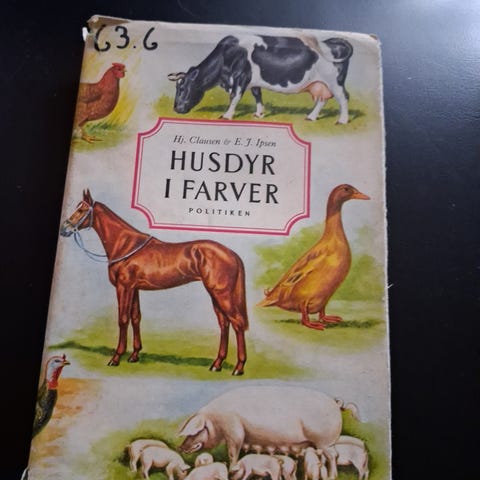 63.6
Hj. Clausen & E. J. Ipsen
HUSDYR
I FARVER
POLITIKEN